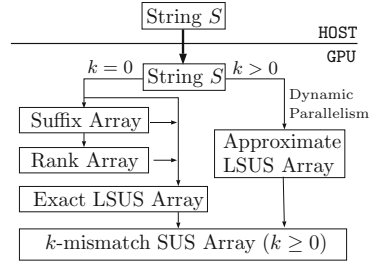 String S
HOST
GPU
k = 0
String S
k > 0
Dynamic
Parallelism
Suffix Array
Rank Array
Approximate
LSUS Array
Exact LSUS Array
k-mismatch SUS Array (k ≥ 0)